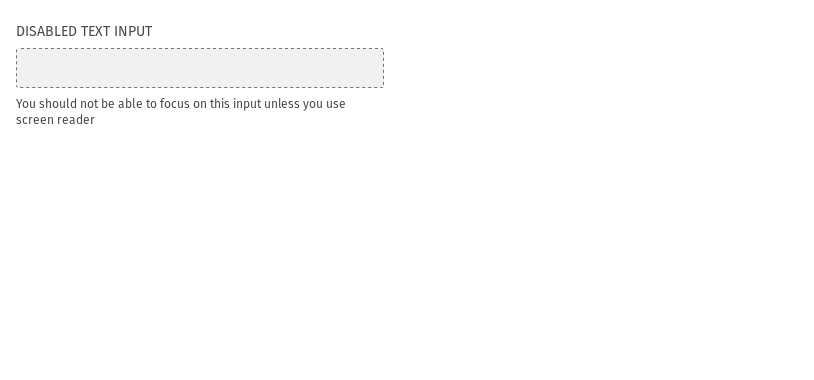 DISABLED TEXT INPUT
You should not be able to focus on this input unless you use
screen reader